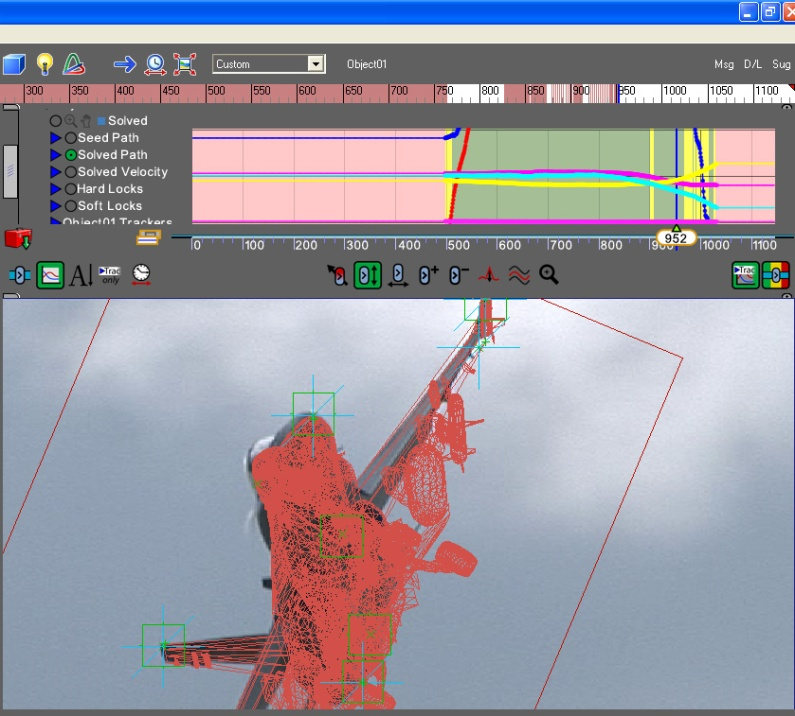 Custom Object01 Msg D/L Sug
300 350 400 450 500 550 600 650 700 750 800 850 900 950 1000 1050 1100
Solved
Seed Path
Solved Path
Solved Velocity
Hard Locks
Soft Locks
Object01 Trackers
952
0 100 200 300 400 500 600 700 800 900 1000 1100
A Trac only
Trac